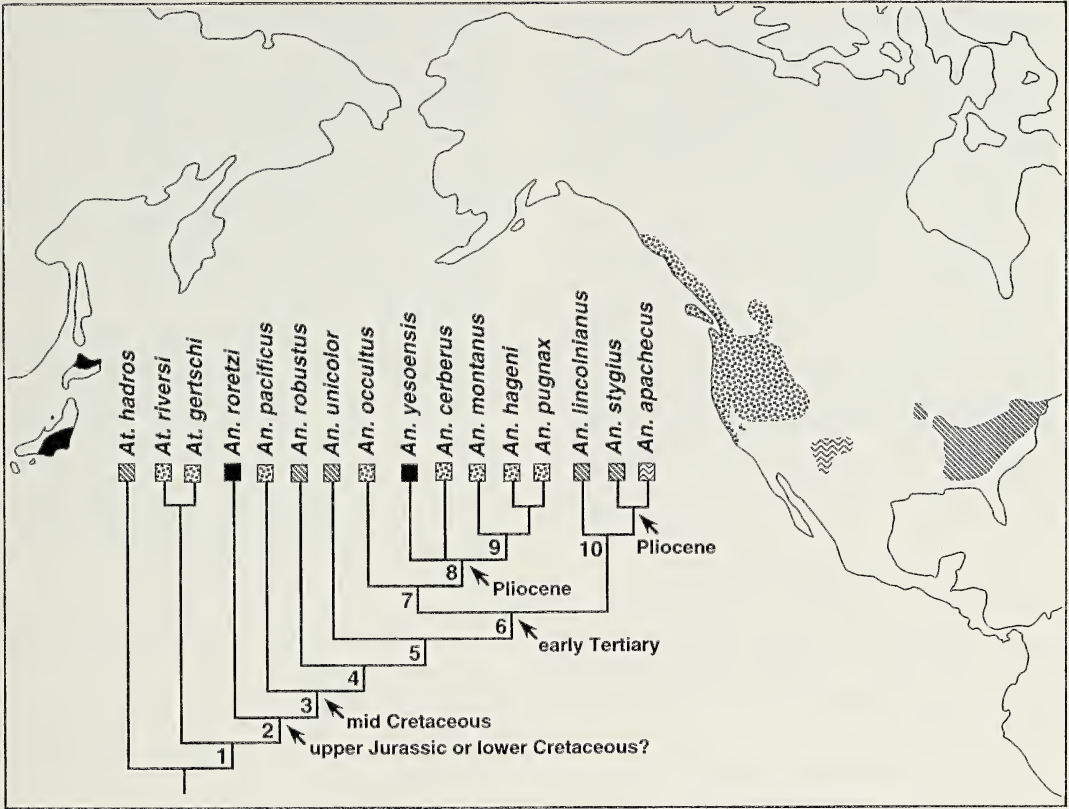 At. hadros
At. riversi
At. gertschi
An. roretzi
An. pacificus
An. robustus
An. unicolor
An. occultus
An. yesoensis
An. cerberus
An. montanus
An. hageni
An. pugnax
An. lincolnianus
An. stygius
An. apachecus
10
Pliocene
9
8
Pliocene
7
6
early Tertiary
5
4
3
mid Cretaceous
2
upper Jurassic or lower Cretaceous?
1